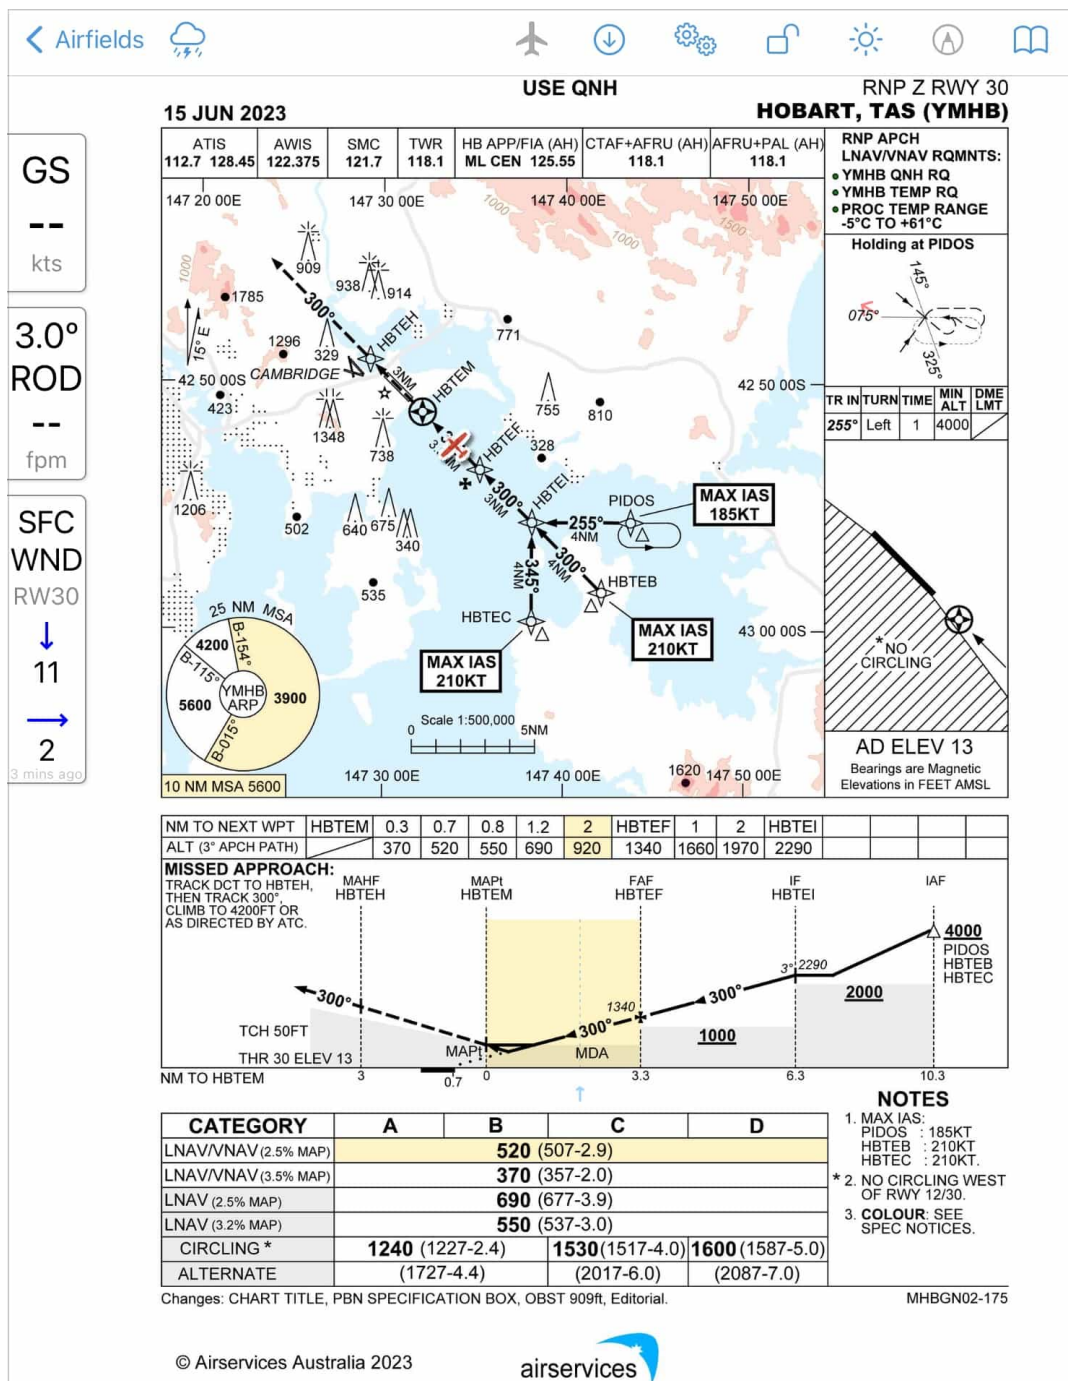 Airfields
USE QNH
RNP Z RWY 30
15 JUN 2023
HOBART, TAS (YMHB)
ATIS
112.7 128.45
AWIS
122.375
SMC
121.7
TWR
118.1
HB APP/FIA (AH)
ML CEN 125.55
CTAF+AFRU (AH)
118.1
AFRU+PAL (AH)
118.1
RNP APCH
LNAV/VNAV RQMNTS:
YMHB QNH RQ
YMHB TEMP RQ
PROC TEMP RANGE
-5°C TO +61°C
Holding at PIDOS
145°
075°
325°
TR IN TURN TIME MIN ALT DME LMT
255° Left 1 4000
*NO
CIRCLING
AD ELEV 13
Bearings are Magnetic
Elevations in FEET AMSL
GS
--
kts
3.0°
ROD
--
fpm
SFC
WND
RW30
11
2
3 mins ago
147 20 00E
147 30 00E
147 40 00E
147 50 00E
1000
1000
1500
1000
909
938
914
1785
300°
HBTEH
15° E
1296
329
771
CAMBRIDGE
3NM
HBTEM
42 50 00S
42 50 00S
423
755
810
1348
738
HBTEF
328
HBTEI
300°
3NM
PIDOS
MAX IAS
185KT
1206
502
640
675
340
255°
4NM
300°
4NM
345°
4NM
HBTEB
535
HBTEC
MAX IAS
210KT
MAX IAS
210KT
43 00 00S
25 NM MSA
4200
B-154°
B-115°
5600
YMHB
ARP
3900
B-015°
Scale 1:500,000
0
5NM
10 NM MSA 5600
147 30 00E
147 40 00E
1620
147 50 00E
NM TO NEXT WPT HBTEM 0.3 0.7 0.8 1.2 2 HBTEF 1 2 HBTEI
ALT (3° APCH PATH) 370 520 550 690 920 1340 1660 1970 2290
MISSED APPROACH:
TRACK DCT TO HBTEH,
THEN TRACK 300°,
CLIMB TO 4200FT OR
AS DIRECTED BY ATC.
MAHF
HBTEH
MAPt
HBTEM
FAF
HBTEF
IF
HBTEI
IAF
4000
PIDOS
HBTEB
HBTEC
3° 2290
2000
300°
1340
300°
300°
1000
TCH 50FT
THR 30 ELEV 13
MAPt
MDA
NM TO HBTEM 3 0.7 0 3.3 6.3 10.3
CATEGORY A B C D
LNAV/VNAV (2.5% MAP) 520 (507-2.9)
LNAV/VNAV (3.5% MAP) 370 (357-2.0)
LNAV (2.5% MAP) 690 (677-3.9)
LNAV (3.2% MAP) 550 (537-3.0)
CIRCLING * 1240 (1227-2.4) 1530 (1517-4.0) 1600 (1587-5.0)
ALTERNATE (1727-4.4) (2017-6.0) (2087-7.0)
NOTES
1. MAX IAS:
PIDOS : 185KT
HBTEB : 210KT
HBTEC : 210KT.
* 2. NO CIRCLING WEST
OF RWY 12/30.
3. COLOUR: SEE
SPEC NOTICES.
Changes: CHART TITLE, PBN SPECIFICATION BOX, OBST 909ft, Editorial.
MHBGN02-175
© Airservices Australia 2023
airservices